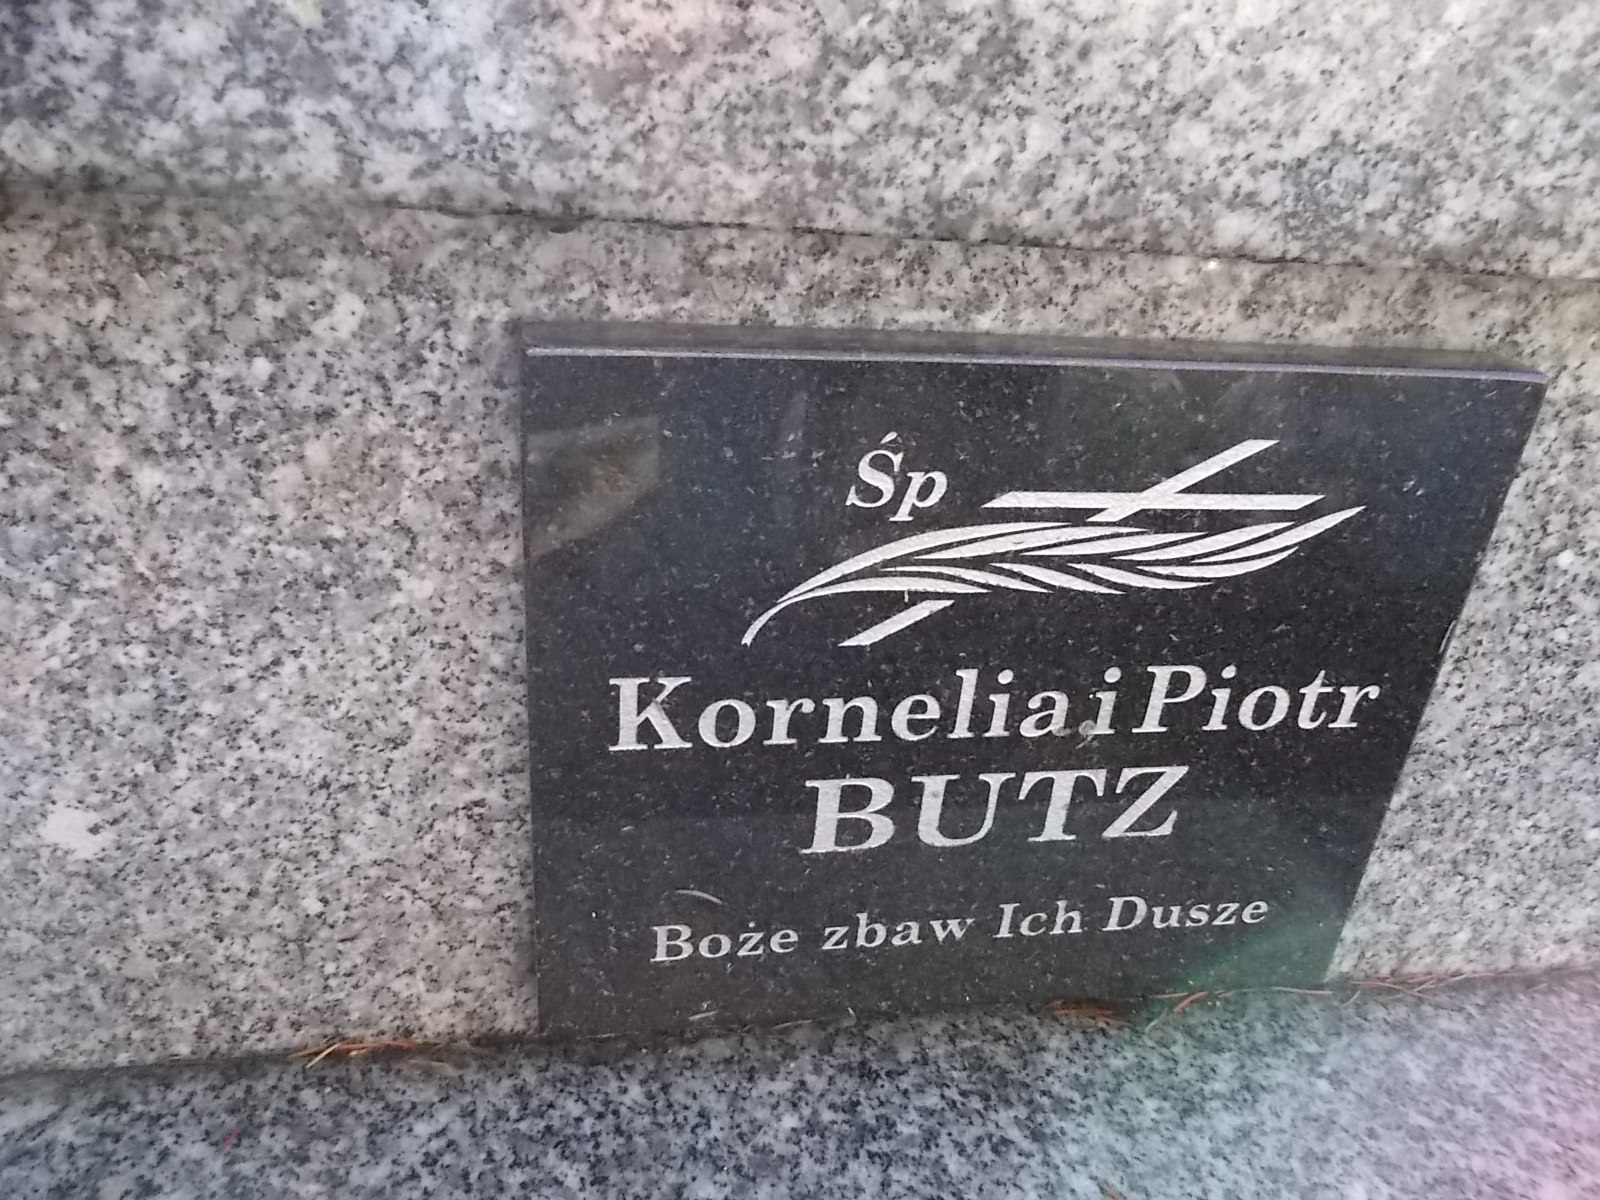 Śp
Kornelia i Piotr
BUTZ
Boże zbaw Ich Dusze